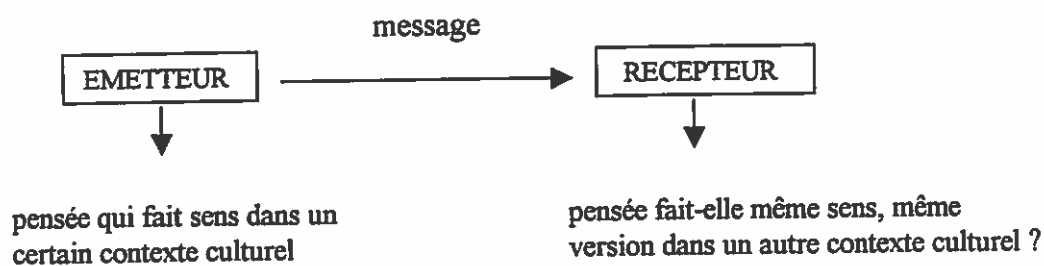 message
EMETTEUR
RECEPTEUR
pensée qui fait sens dans un
certain contexte culturel
pensée fait-elle même sens, même
version dans un autre contexte culturel ?